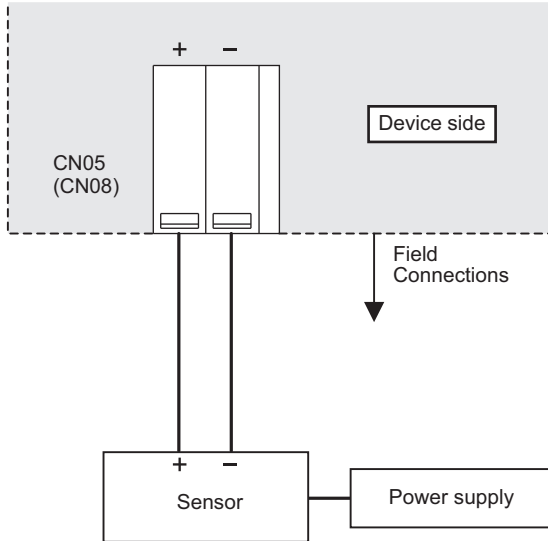 + −
Device side
CN05
(CN08)
Field
Connections
+ −
Sensor
Power supply